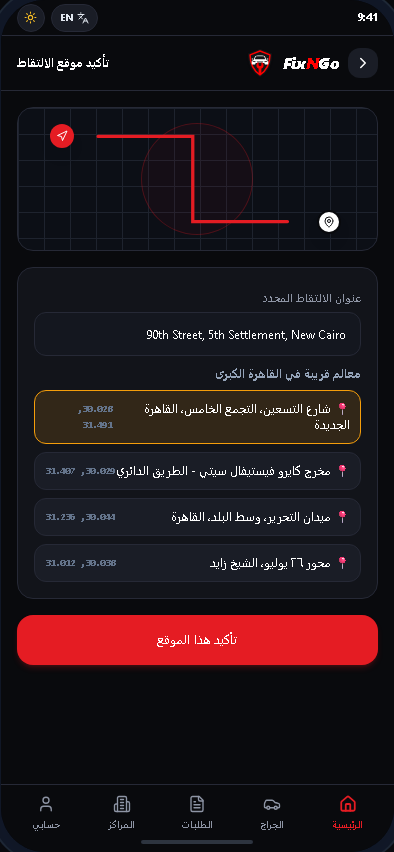 9:41
EN
FixNGo
تأكيد موقع الالتقاط
عنوان الالتقاط المحدد
90th Street, 5th Settlement, New Cairo
معالم قريبة في القاهرة الكبرى
شارع التسعين، التجمع الخامس، القاهرة
الجديدة
30.028,
31.491
مخرج كايرو فيستيفال سيتي - الطريق الدائري
30.029, 31.407
ميدان التحرير، وسط البلد، القاهرة
30.044, 31.236
محور ٢٦ يوليو، الشيخ زايد
30.038, 31.012
تأكيد هذا الموقع
الرئيسية
الجراج
الطلبات
المراكز
حسابي